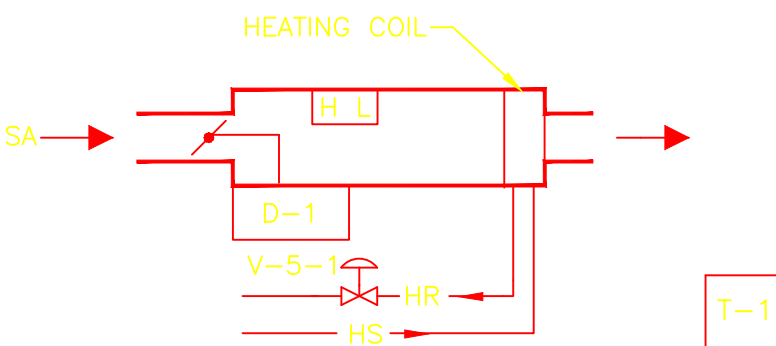 HEATING COIL
H L
SA
D-1
V-5-1
HR
T-1
HS